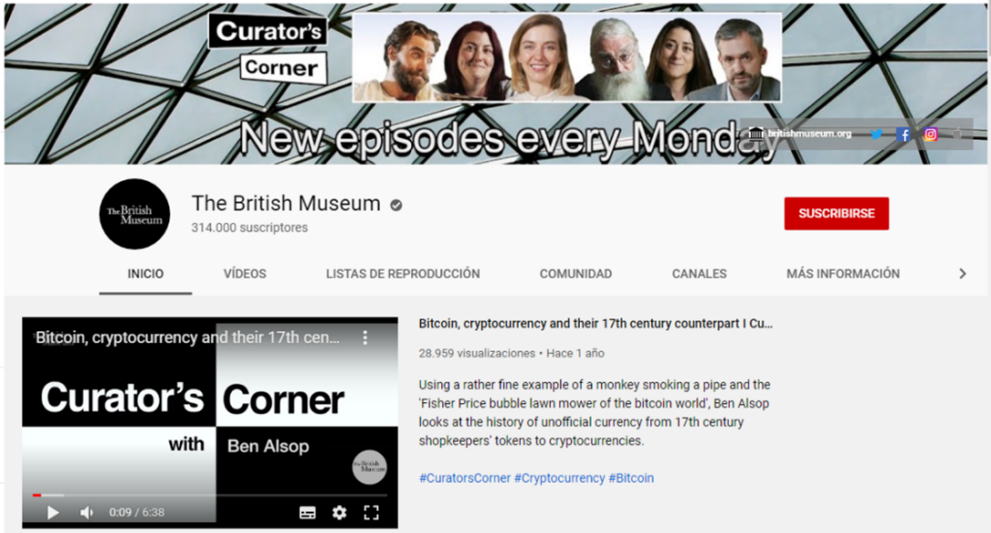 Curator's
Corner
New episodes every Monday
britishmuseum.org
The British Museum
The British Museum
314.000 suscriptores
SUSCRIBIRSE
INICIO VÍDEOS LISTAS DE REPRODUCCIÓN COMUNIDAD CANALES MÁS INFORMACIÓN
Bitcoin, cryptocurrency and their 17th cen...
Curator's Corner
with Ben Alsop
The British Museum
0:09 / 6:38
Bitcoin, cryptocurrency and their 17th century counterpart I Cu...
28.959 visualizaciones • Hace 1 año
Using a rather fine example of a monkey smoking a pipe and the
'Fisher Price bubble lawn mower of the bitcoin world', Ben Alsop
looks at the history of unofficial currency from 17th century
shopkeepers' tokens to cryptocurrencies.
#CuratorsCorner #Cryptocurrency #Bitcoin